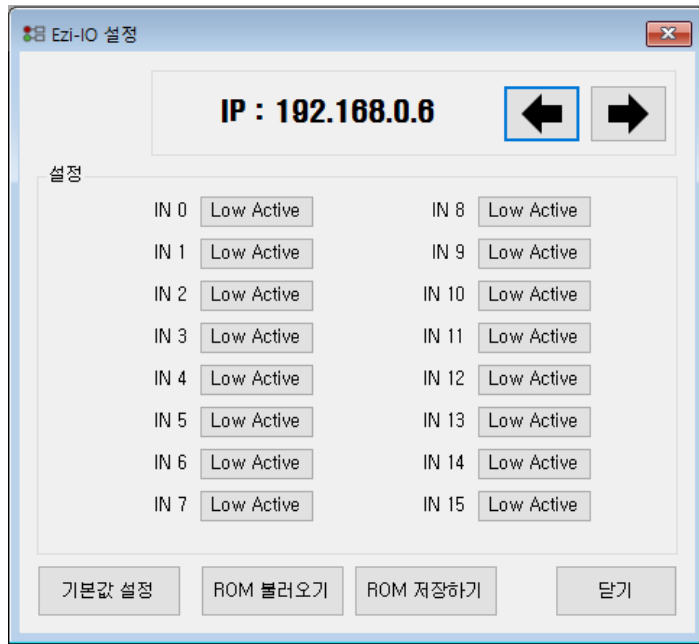 Ezi-IO 설정
IP : 192.168.0.6
설정
IN 0 Low Active IN 8 Low Active
IN 1 Low Active IN 9 Low Active
IN 2 Low Active IN 10 Low Active
IN 3 Low Active IN 11 Low Active
IN 4 Low Active IN 12 Low Active
IN 5 Low Active IN 13 Low Active
IN 6 Low Active IN 14 Low Active
IN 7 Low Active IN 15 Low Active
기본값 설정 ROM 불러오기 ROM 저장하기 닫기